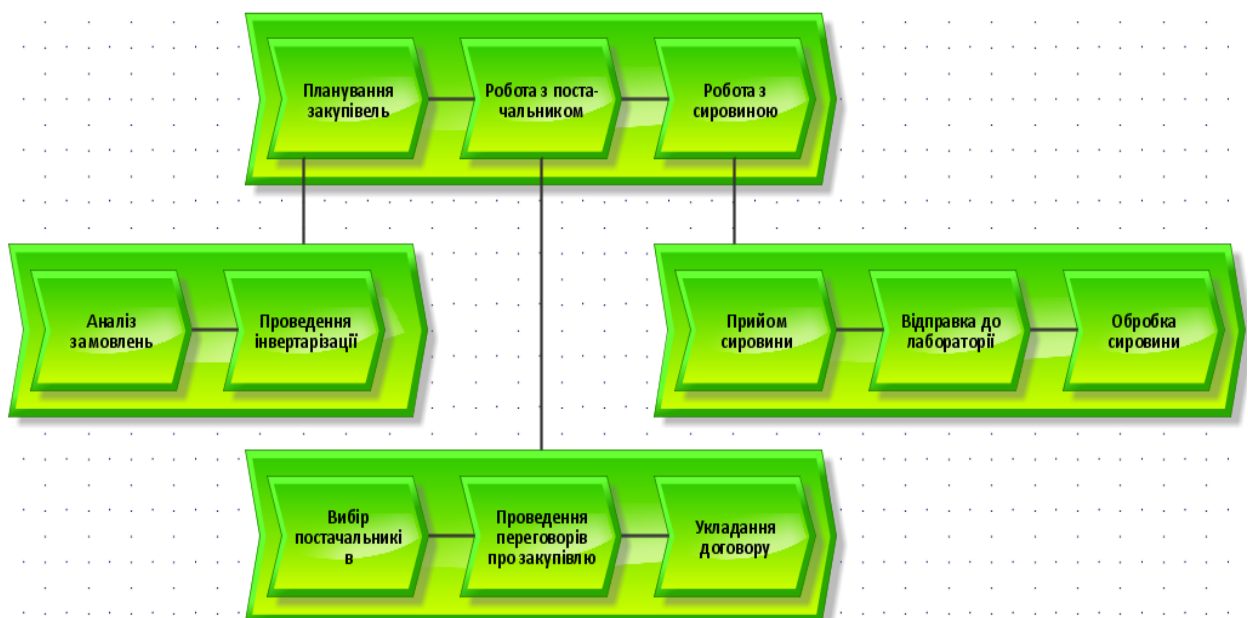 Планування
закупівель
Робота з поста-
чальником
Робота з
сировиною
Аналіз
замовлень
Проведення
інвертарізації
Прийом
сировини
Відправка до
лабораторії
Обробка
сировини
Вибір
постачальникі
в
Проведення
переговорів
про закупівлю
Укладання
договору